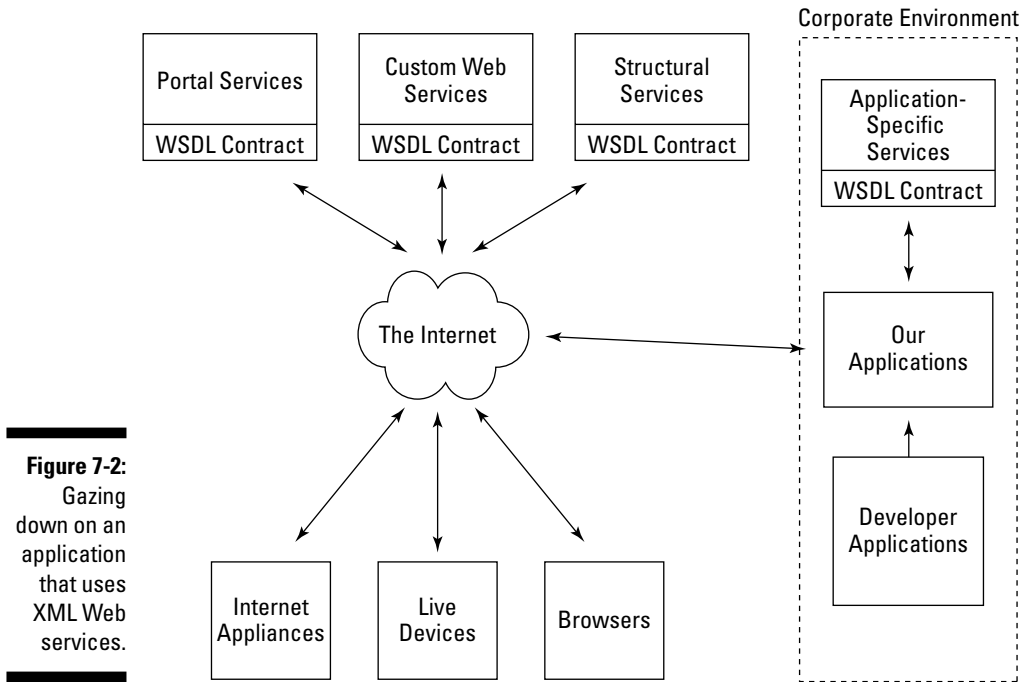 Corporate Environment
Portal Services
WSDL Contract
Custom Web
Services
WSDL Contract
Structural
Services
WSDL Contract
Application-
Specific
Services
WSDL Contract
The Internet
Our
Applications
Developer
Applications
Internet
Appliances
Live
Devices
Browsers
Figure 7-2:
Gazing
down on an
application
that uses
XML Web
services.